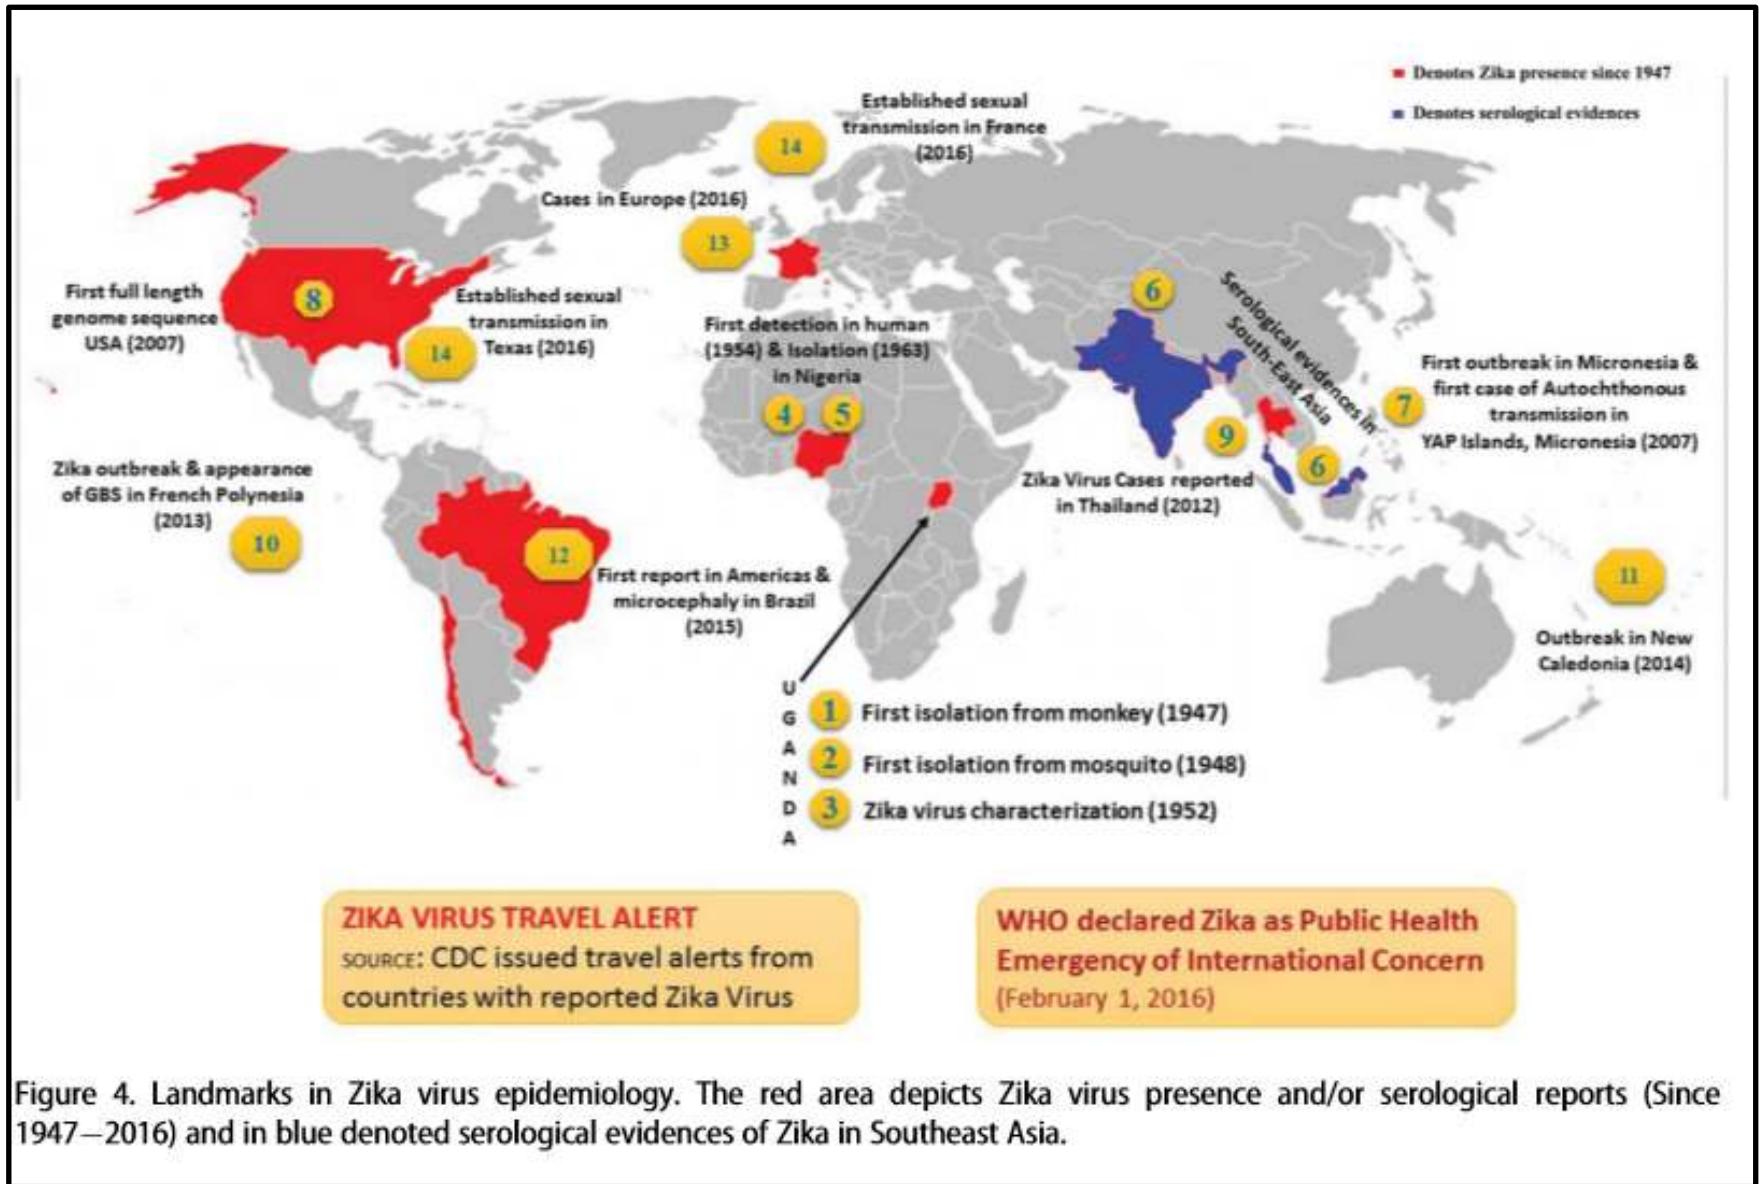 Denotes Zika presence since 1947
Denotes serological evidences
Established sexual
transmission in France
(2016)
14
Cases in Europe (2016)
13
First full length
genome sequence
USA (2007)
8
Established sexual
transmission in
Texas (2016)
14
First detection in human
(1954) & Isolation (1963)
in Nigeria
4
5
6
Serological evidences in
South-East Asia
6
7
First outbreak in Micronesia &
first case of Autochthonous
transmission in
YAP Islands, Micronesia (2007)
9
Zika Virus Cases reported
in Thailand (2012)
Zika outbreak & appearance
of GBS in French Polynesia
(2013)
10
12
First report in Americas &
microcephaly in Brazil
(2015)
11
Outbreak in New
Caledonia (2014)
U
G
A
N
D
A
1 First isolation from monkey (1947)
2 First isolation from mosquito (1948)
3 Zika virus characterization (1952)
ZIKA VIRUS TRAVEL ALERT
SOURCE: CDC issued travel alerts from
countries with reported Zika Virus
WHO declared Zika as Public Health
Emergency of International Concern
(February 1, 2016)
Figure 4. Landmarks in Zika virus epidemiology. The red area depicts Zika virus presence and/or serological reports (Since
1947—2016) and in blue denoted serological evidences of Zika in Southeast Asia.